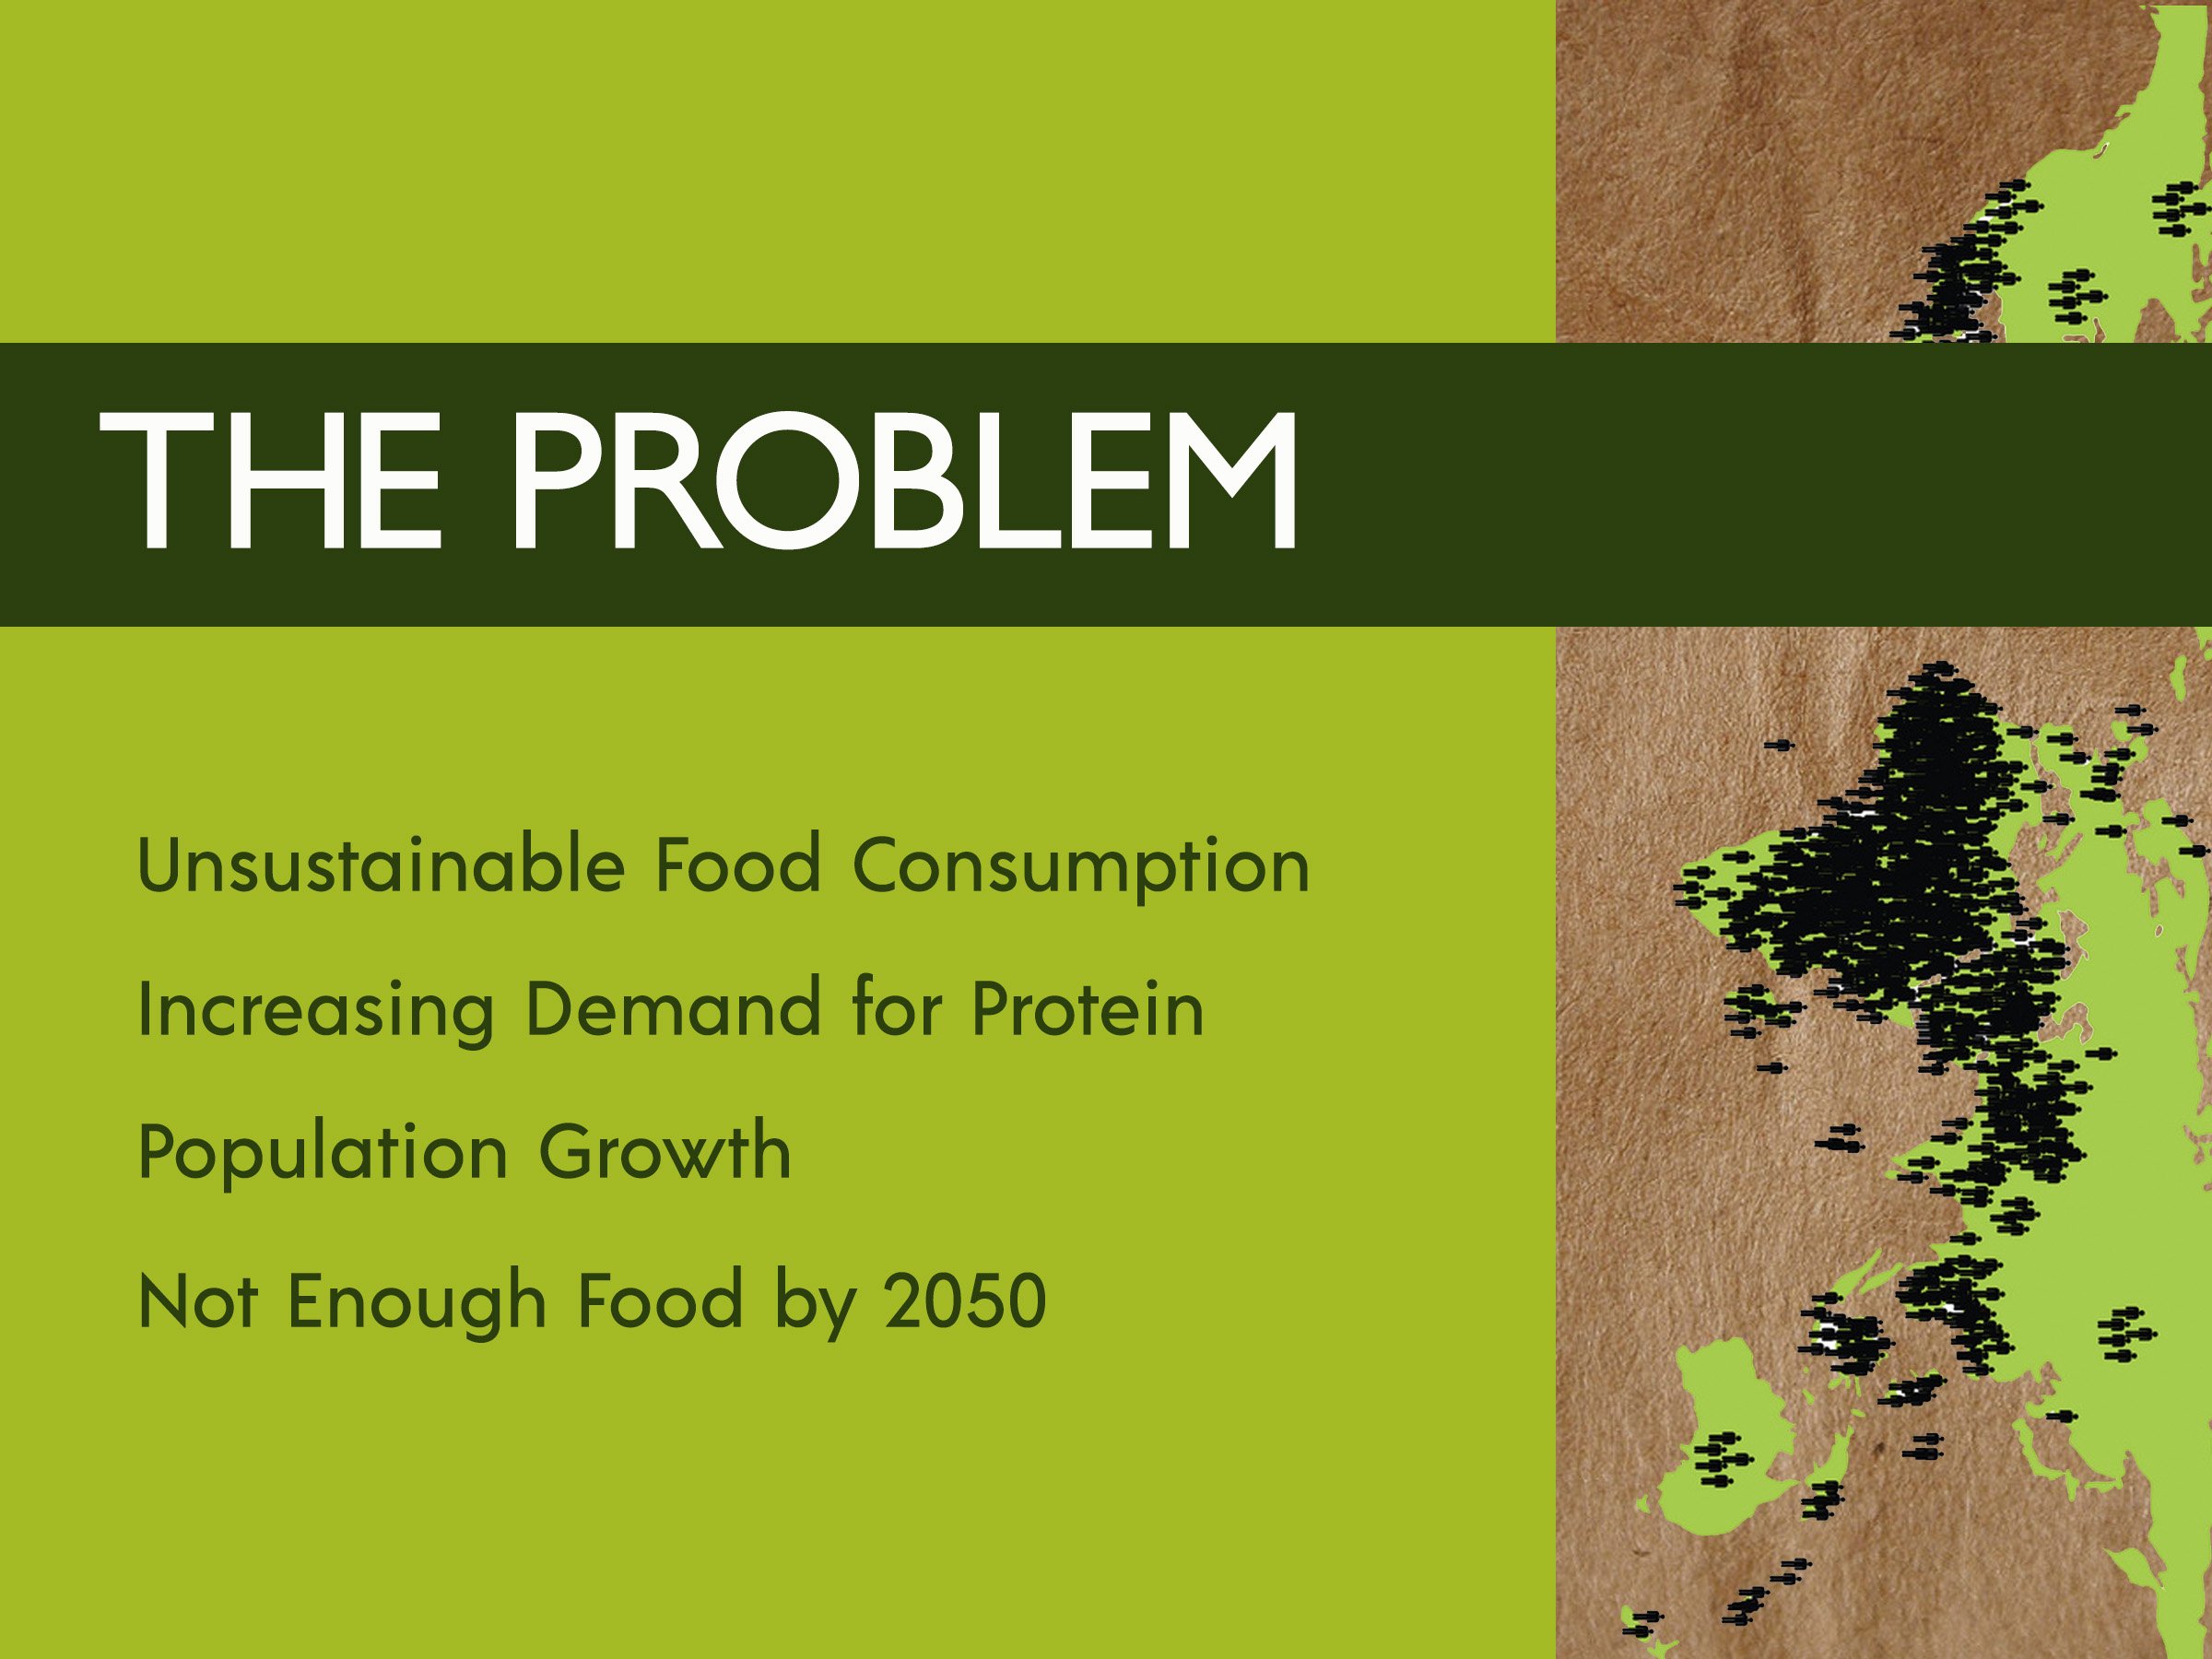 THE PROBLEM
Unsustainable Food Consumption
Increasing Demand for Protein
Population Growth
Not Enough Food by 2050